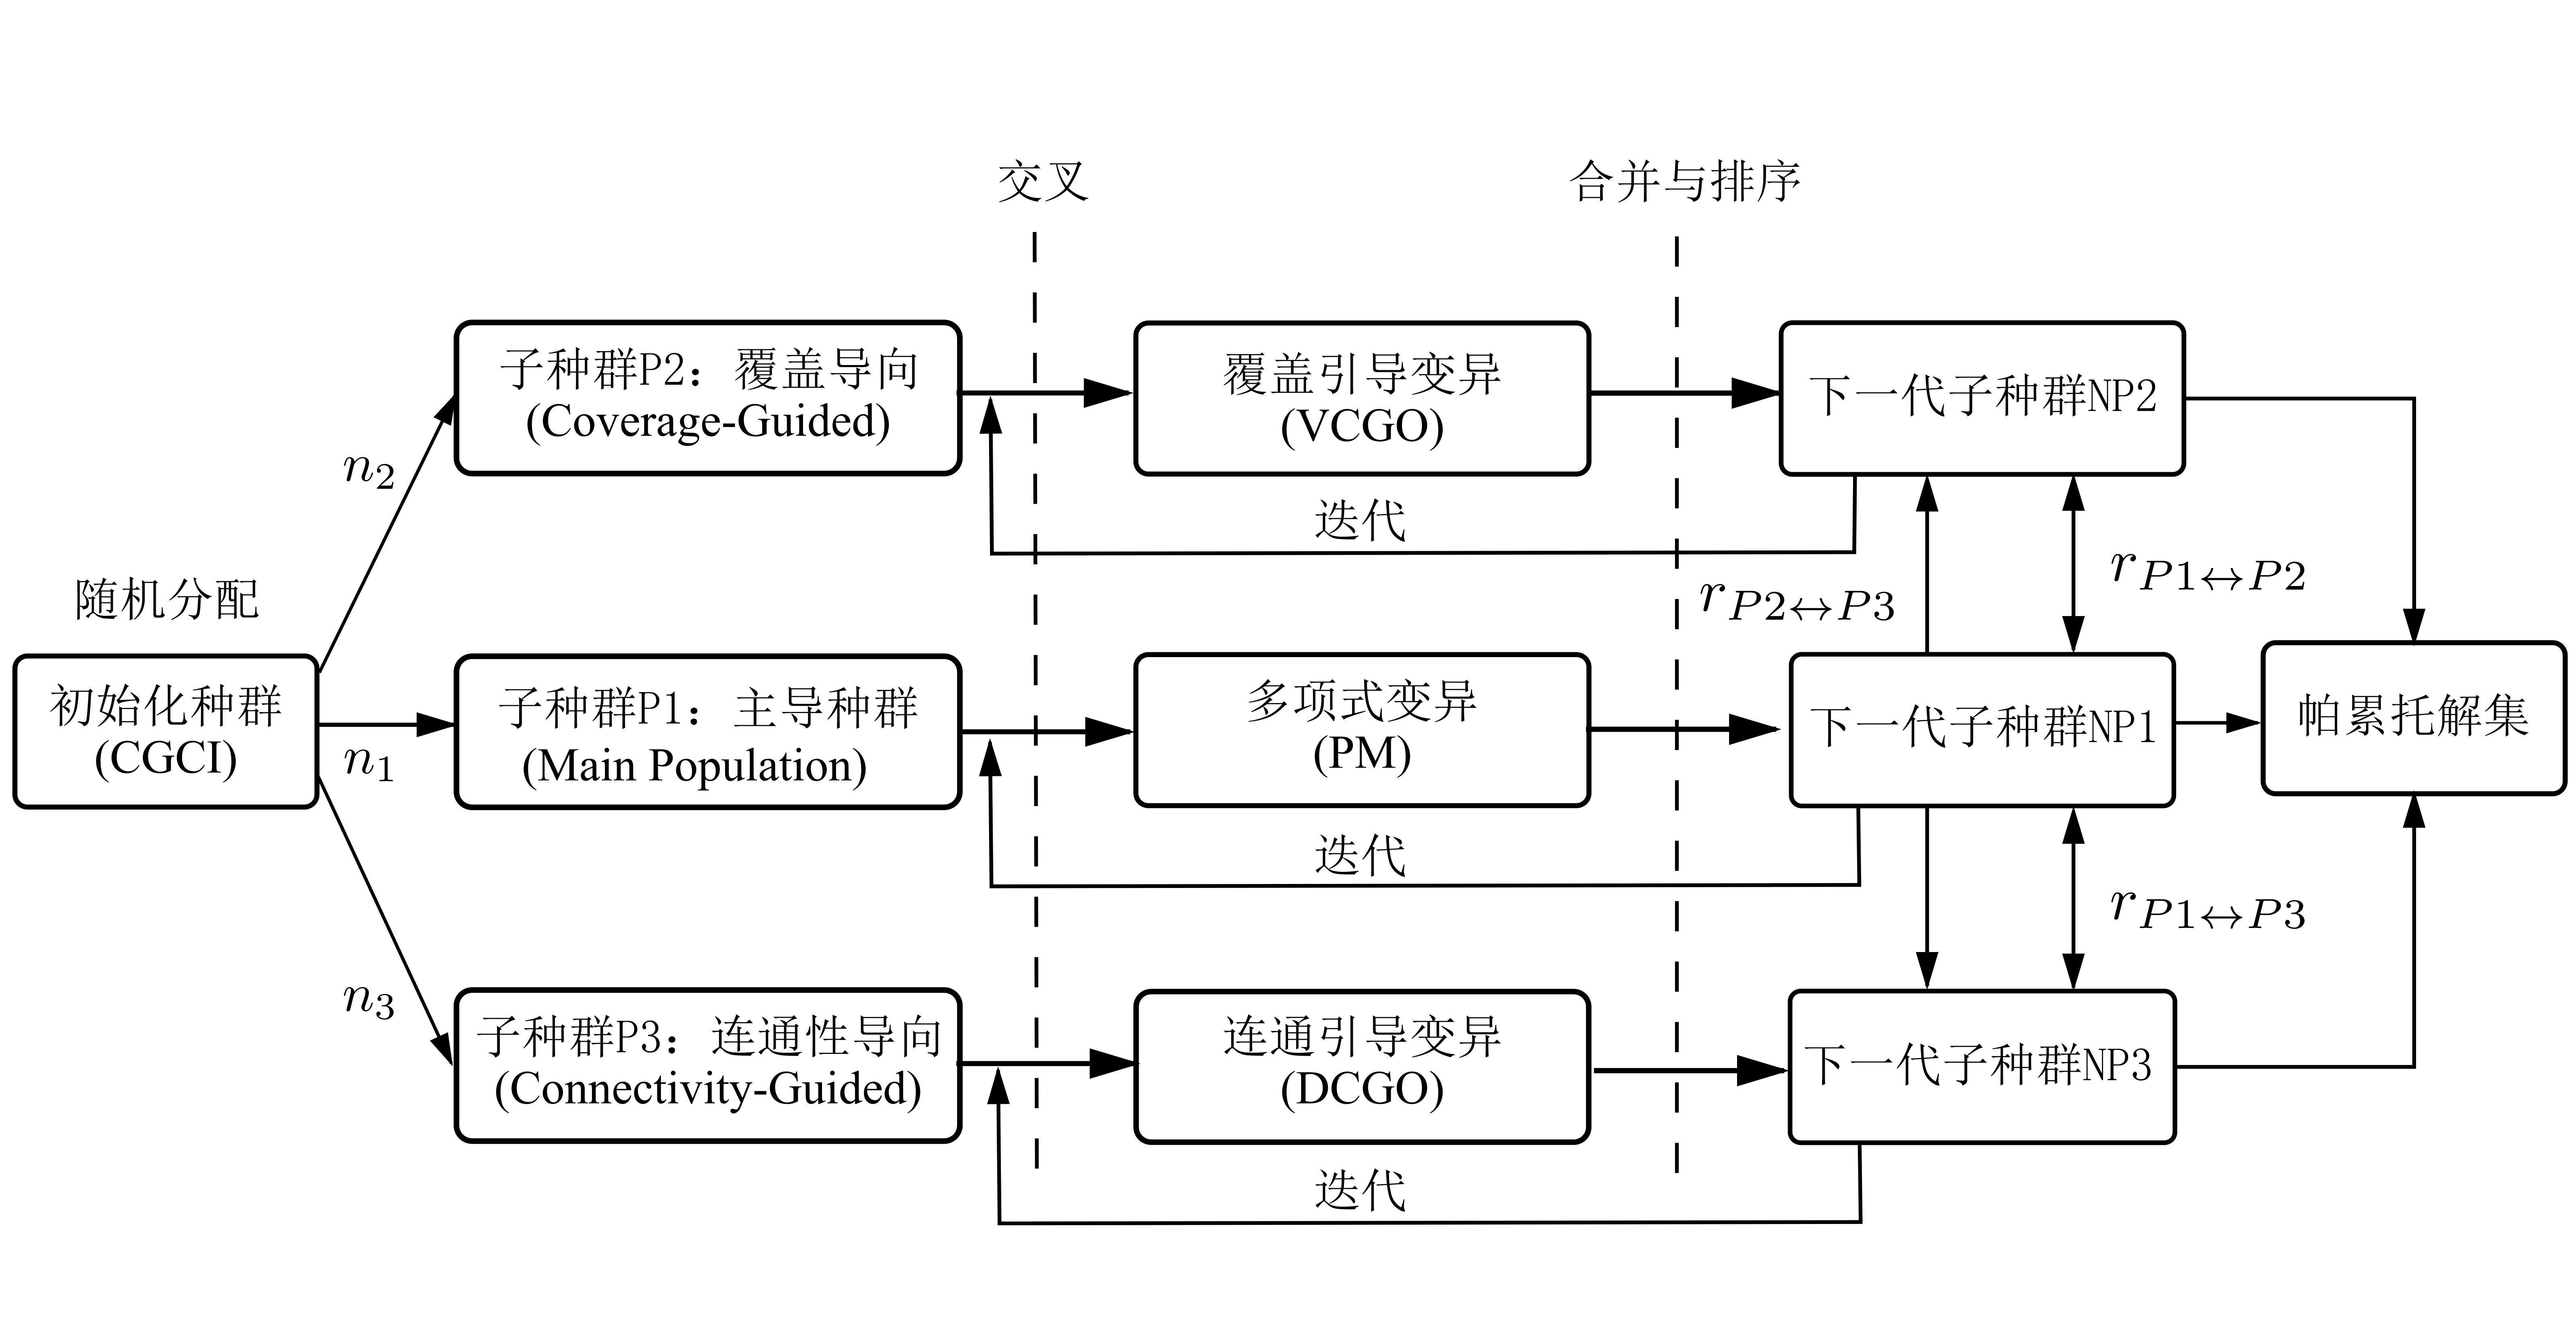 交叉
合并与排序
子种群P2：覆盖导向
(Coverage-Guided)
覆盖引导变异
(VCGO)
下一代子种群NP2
n2
迭代
随机分配
rP2↔P3
rP1↔P2
初始化种群
(CGCI)
n1
子种群P1：主导种群
(Main Population)
多项式变异
(PM)
下一代子种群NP1
帕累托解集
迭代
rP1↔P3
n3
子种群P3：连通性导向
(Connectivity-Guided)
连通引导变异
(DCGO)
下一代子种群NP3
迭代